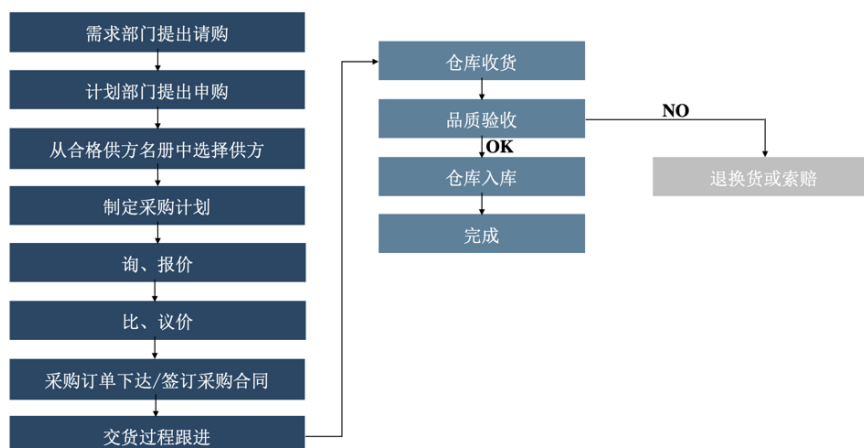 需求部门提出请购
计划部门提出申购
从合格供方名册中选择供方
制定采购计划
询、报价
比、议价
采购订单下达/签订采购合同
交货过程跟进
仓库收货
品质验收
NO
OK
仓库入库
退换货或索赔
完成